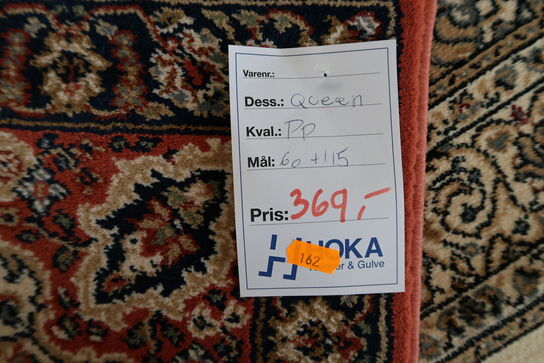 Varenr.:
Dess.: Queen
Kval.: Pp
Mål: 60 + 115
Pris: 369,-
HOKA
162
er & Gulve